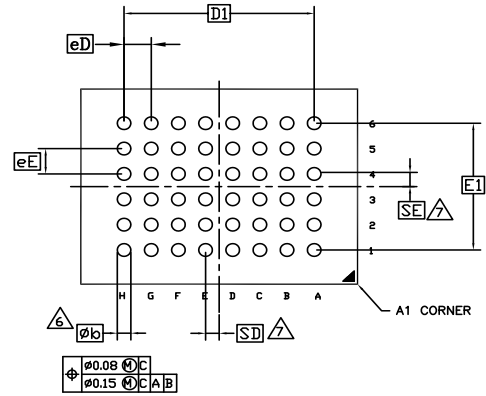 D1
eD
6
5
eE
4
E1
3
SE 7
2
1
H G F E D C B A
A1 CORNER
6 Øb
SD 7
⌖ Ø0.08 Ⓜ C
Ø0.15 Ⓜ C A B